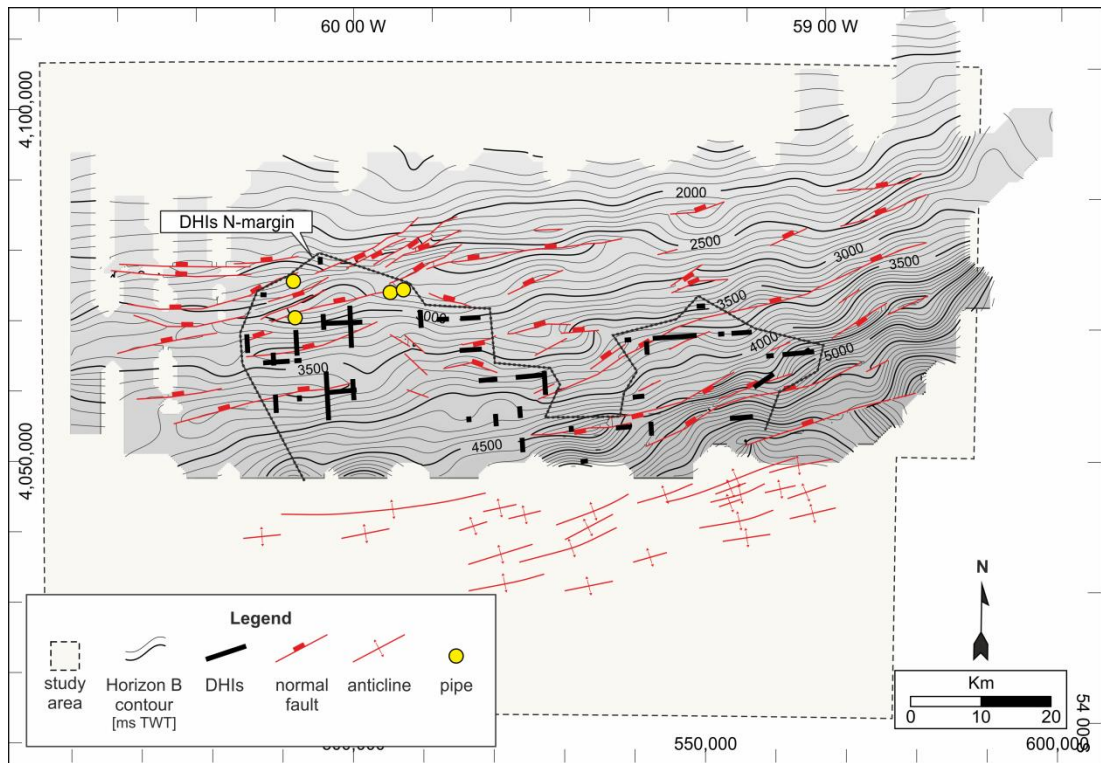 60 00 W
59 00 W
4,100,000
DHIs N-margin
2000
2500
3000
3500
3500
000
4000
5000
3500
4500
4,050,000
N
Legend
study
area
Horizon B
contour
[ms TWT]
DHIs
normal
fault
anticline
pipe
Km
0 10 20
550,000
600,000
54 00S